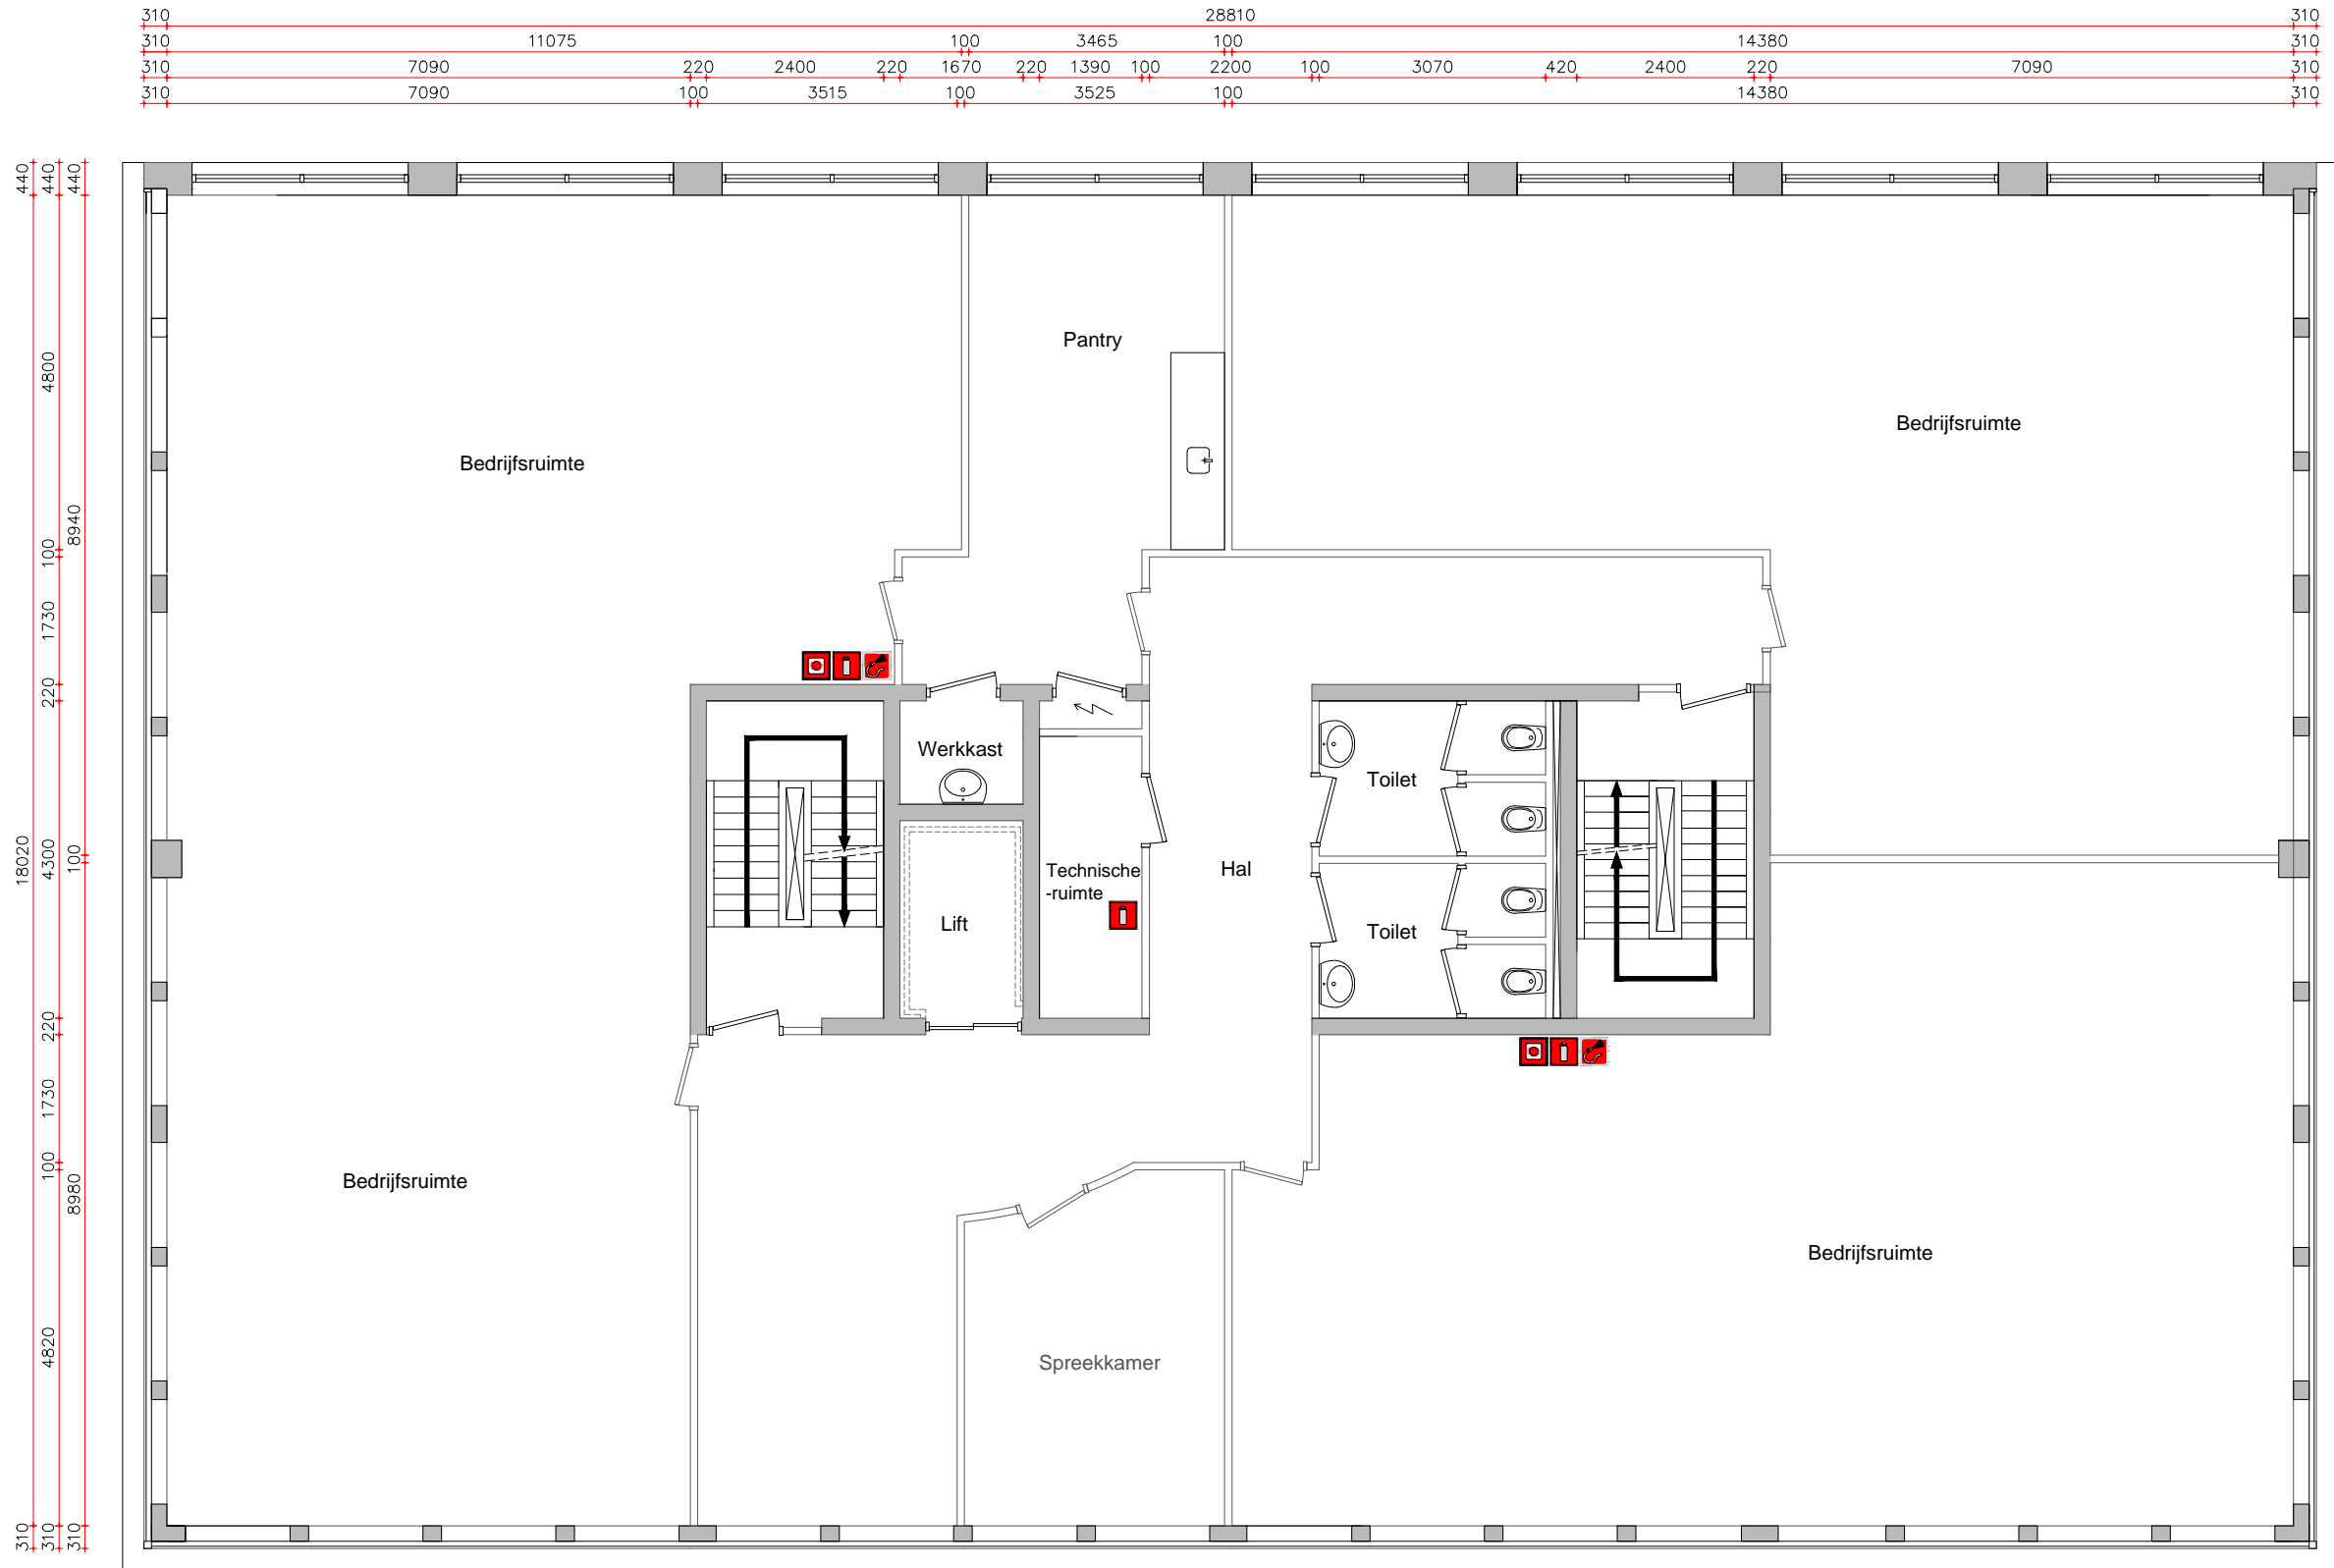 310 28810 310
310 11075 100 3465 100 14380 310
310 7090 220 2400 220 1670 220 1390 100 2200 100 3070 420 2400 220 7090 310
310 7090 100 3515 100 3525 100 14380 310
440 18020 310
440 4800 100 1730 220 4300 220 1730 100 4820 310
440 8940 100 8980 310
Pantry
Bedrijfsruimte
Bedrijfsruimte
Werkkast
Toilet
Technische
-ruimte
Hal
Lift
Toilet
Bedrijfsruimte
Bedrijfsruimte
Spreekkamer